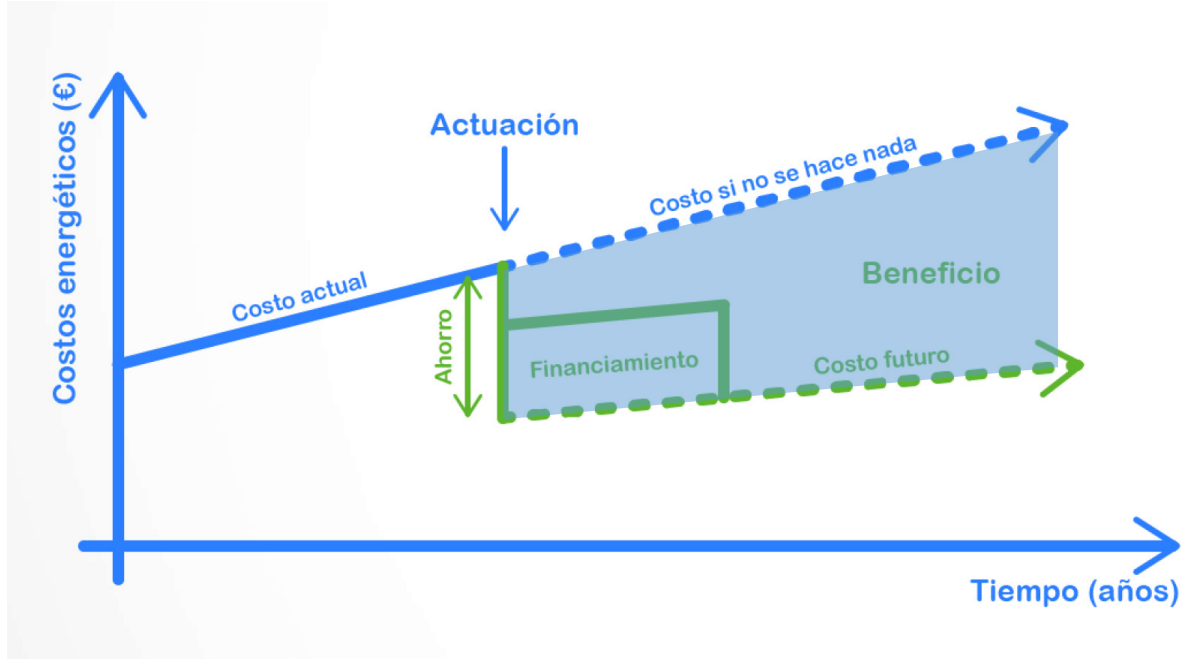 Costos energéticos (€)
Actuación
Costo si no se hace nada
Costo actual
Beneficio
Ahorro
Financiamiento
Costo futuro
Tiempo (años)